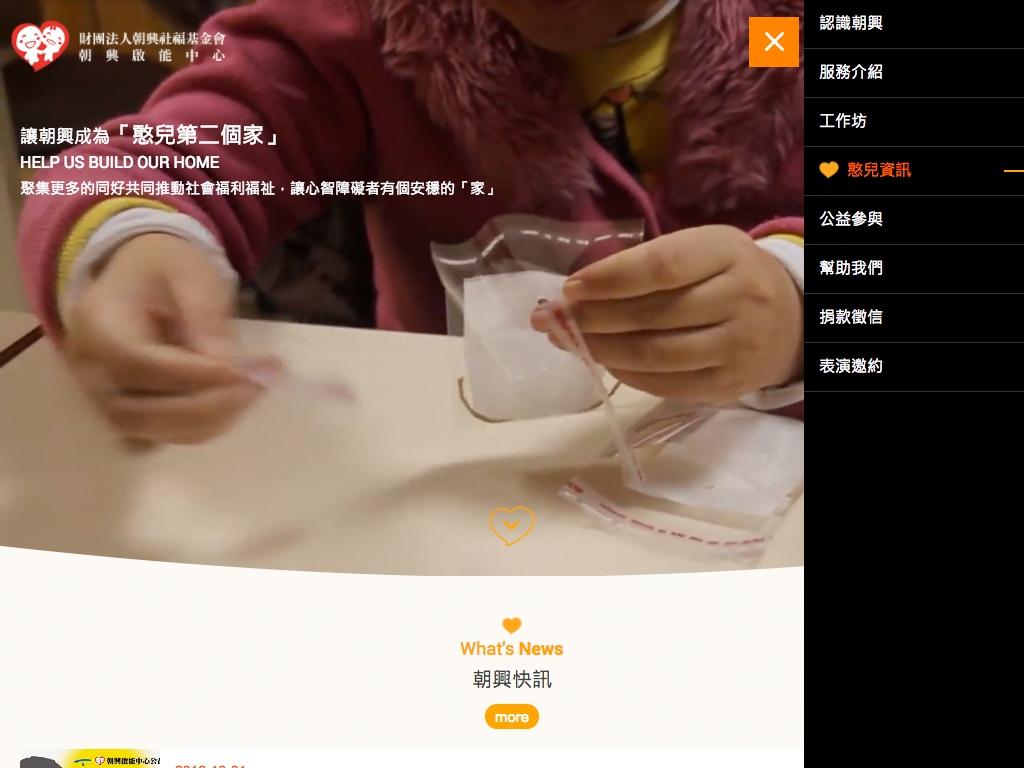 財團法人朝興社福基金會
朝興啟能中心
讓朝興成為「憨兒第二個家」
HELP US BUILD OUR HOME
聚集更多的同好共同推動社會福利福祉，讓心智障礙者有個安穩的「家」
認識朝興
服務介紹
工作坊
憨兒資訊
公益參與
幫助我們
捐款徵信
表演邀約
What's News
朝興快訊
more